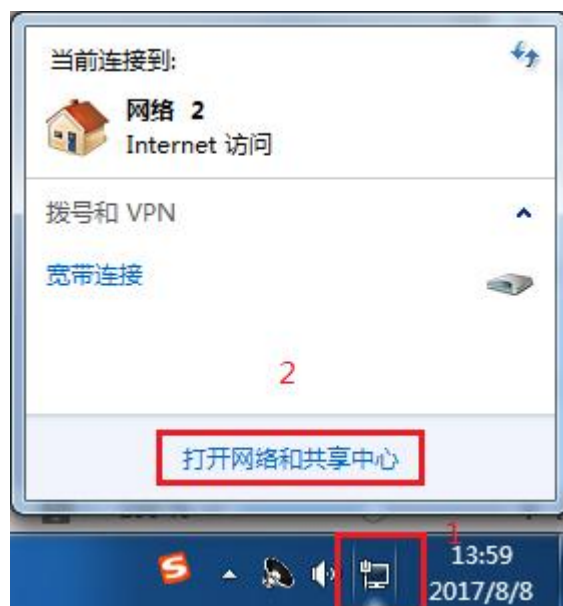 当前连接到:
网络 2
Internet 访问
拨号和 VPN
宽带连接
2
打开网络和共享中心
1
13:59
2017/8/8